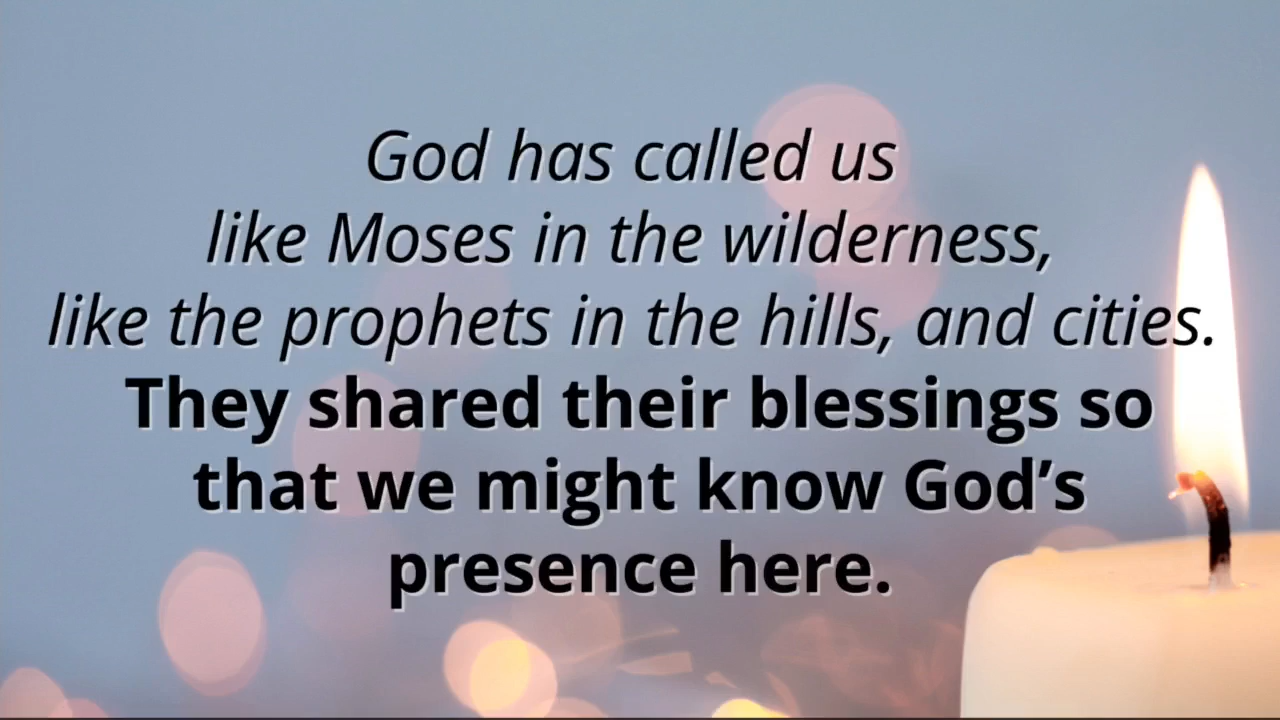 God has called us
like Moses in the wilderness,
like the prophets in the hills, and cities.
They shared their blessings so
that we might know God’s
presence here.